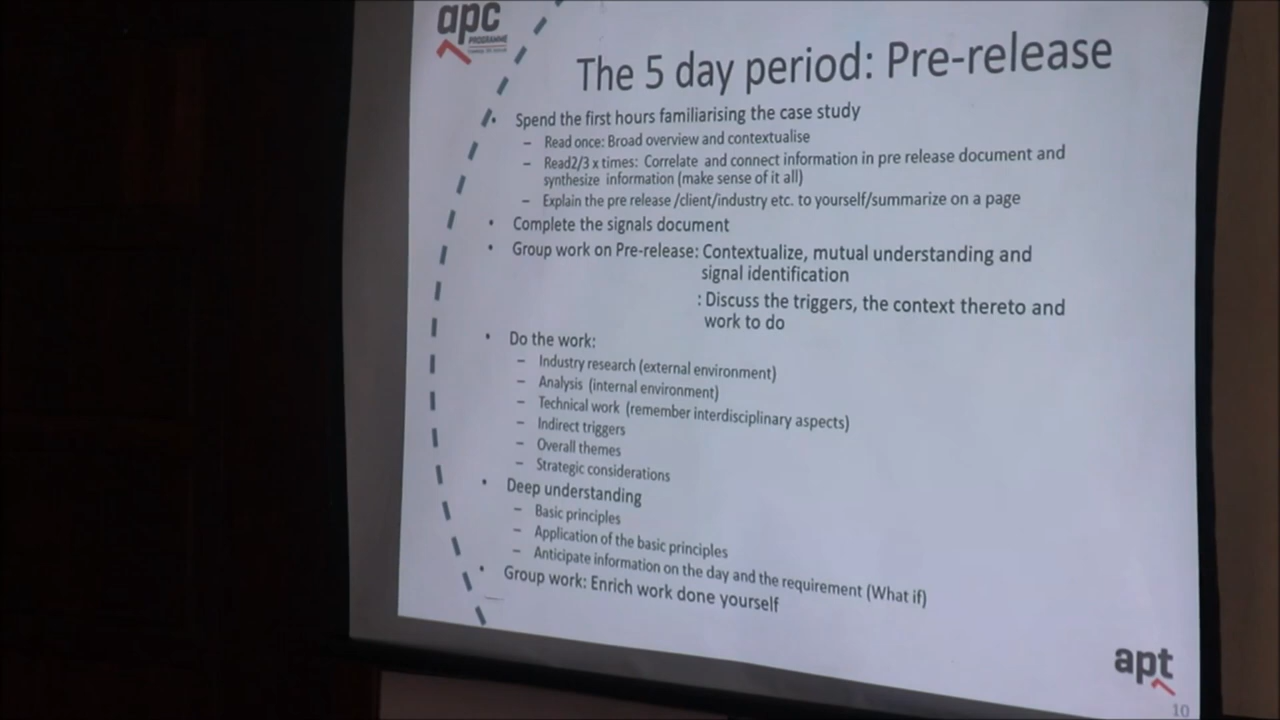 apc
PROGRAMME
The 5 day period: Pre-release
• Spend the first hours familiarising the case study
– Read once: Broad overview and contextualise
– Read2/3 x times: Correlate and connect information in pre release document and
synthesize information (make sense of it all)
– Explain the pre release /client/industry etc. to yourself/summarize on a page
• Complete the signals document
• Group work on Pre-release: Contextualize, mutual understanding and
signal identification
: Discuss the triggers, the context thereto and
work to do
• Do the work:
– Industry research (external environment)
– Analysis (internal environment)
– Technical work (remember interdisciplinary aspects)
– Indirect triggers
– Overall themes
– Strategic considerations
• Deep understanding
– Basic principles
– Application of the basic principles
– Anticipate information on the day and the requirement (What if)
• Group work: Enrich work done yourself
apt
10